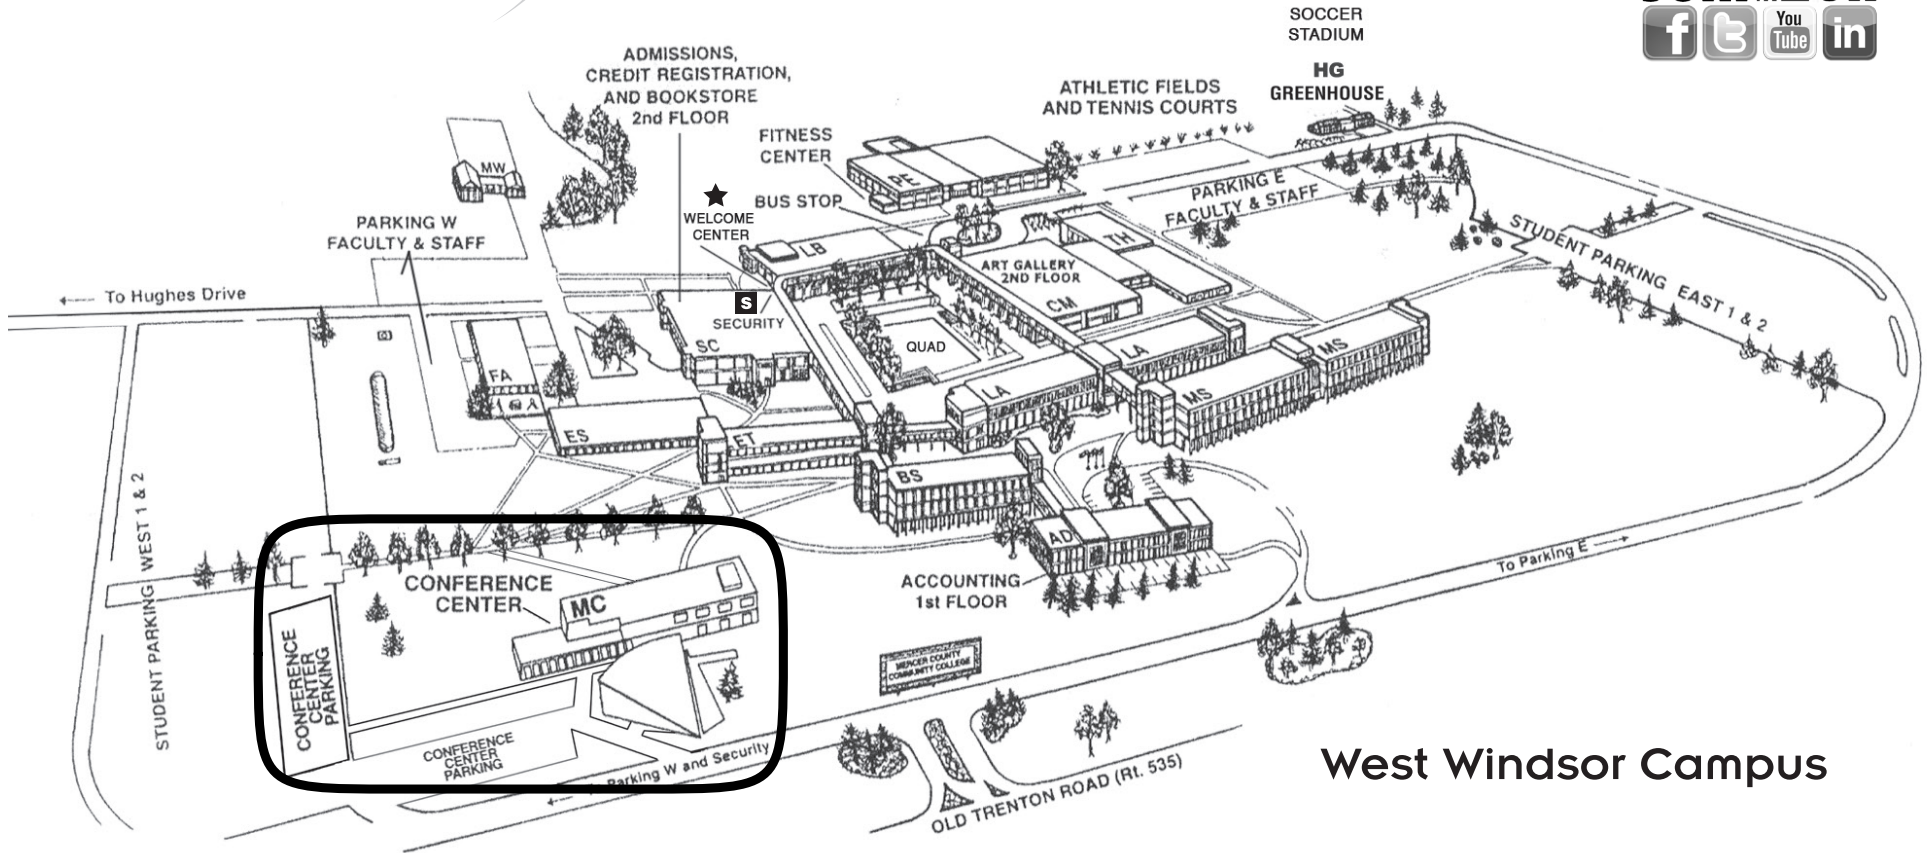 SOCCER
STADIUM
You
Tube
in
HG
GREENHOUSE
ADMISSIONS,
CREDIT REGISTRATION,
AND BOOKSTORE
2nd FLOOR
ATHLETIC FIELDS
AND TENNIS COURTS
FITNESS
CENTER
BUS STOP
PE
MW
WELCOME
CENTER
PARKING W
FACULTY & STAFF
PARKING E
FACULTY & STAFF
STUDENT PARKING EAST 1 & 2
LB
TH
ART GALLERY
2ND FLOOR
CM
To Hughes Drive
S
SECURITY
SC
QUAD
LA
MS
FA
LA
MS
ES
ET
BS
AD
STUDENT PARKING WEST 1 & 2
To Parking E
CONFERENCE
CENTER
MC
ACCOUNTING
1st FLOOR
CONFERENCE
CENTER
PARKING
MERCER COUNTY
COMMUNITY COLLEGE
CONFERENCE
CENTER
PARKING
To Parking W and Security
OLD TRENTON ROAD (Rt. 535)
West Windsor Campus